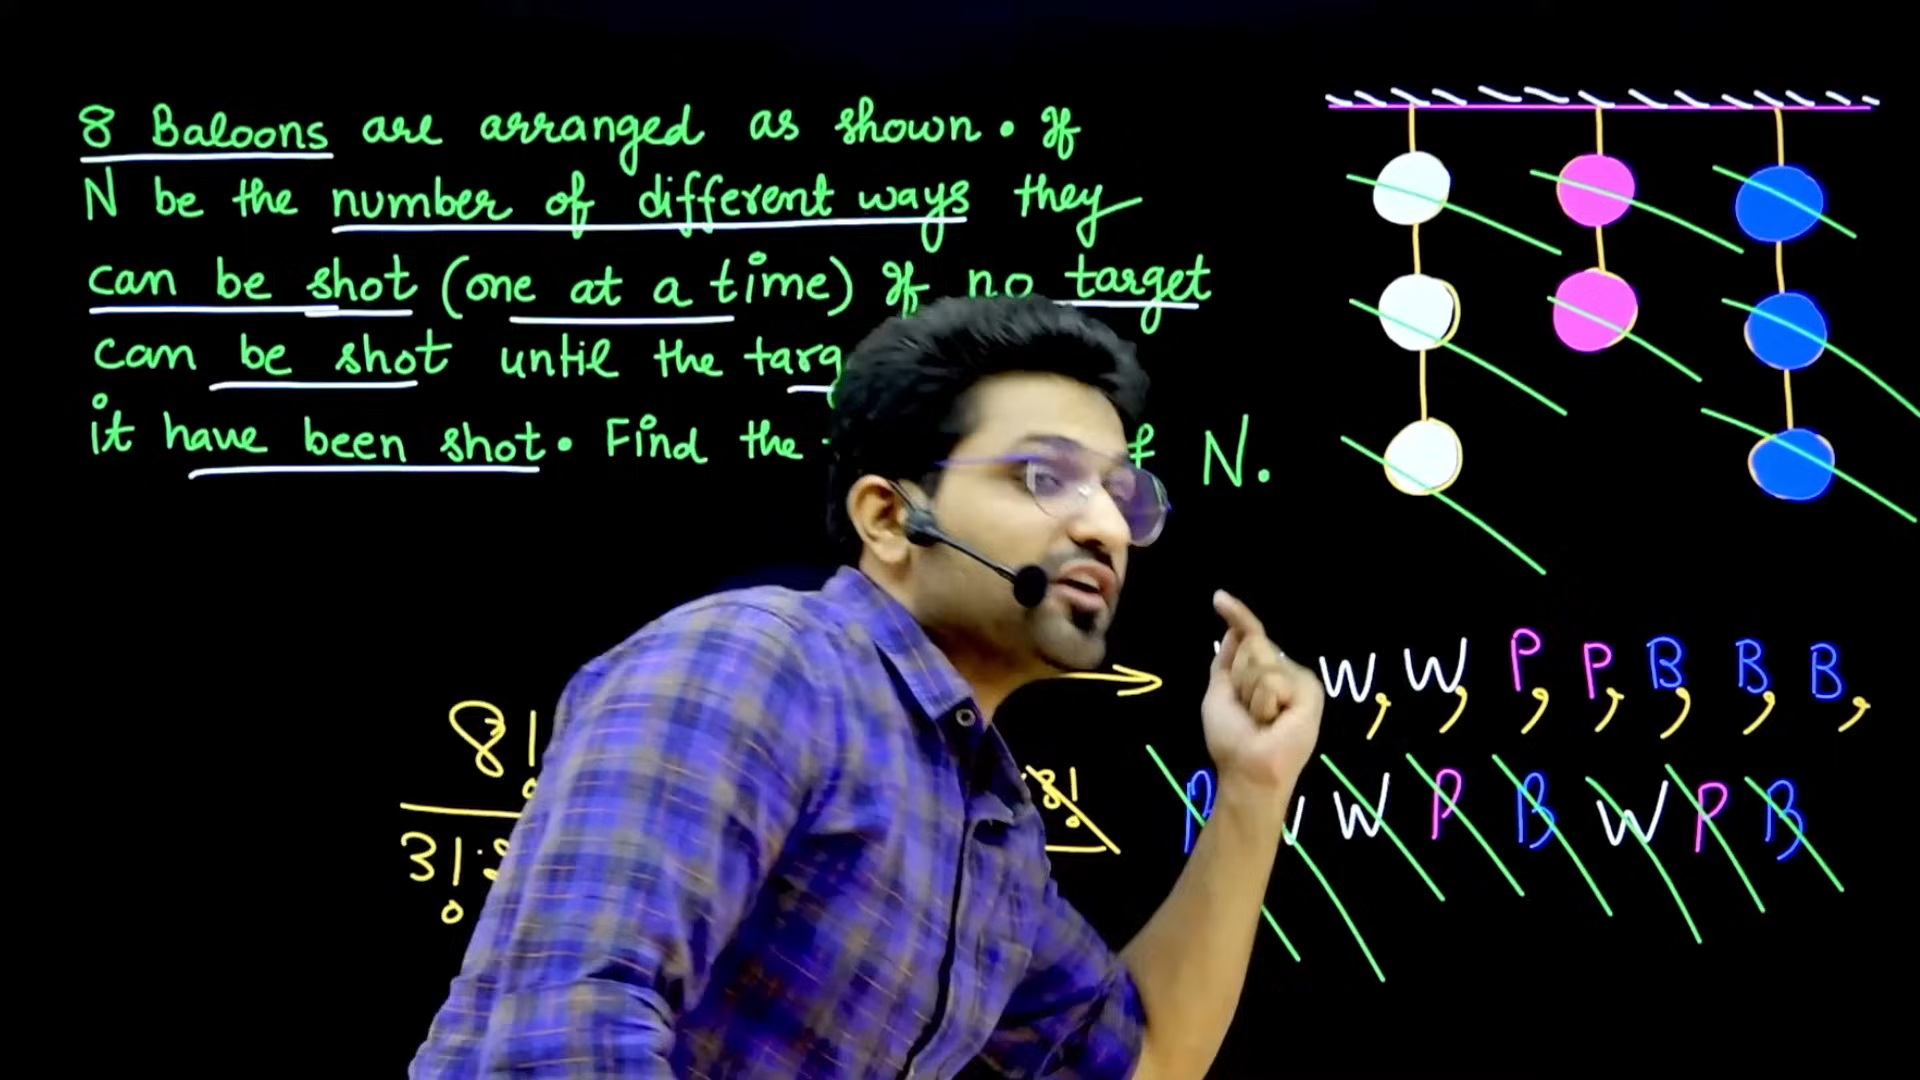 8 Baloons are arranged as shown. If
N be the number of different ways they
can be shot (one at a time) If no target
can be shot until the
it have been shot. Find the N.
W, W, P, P, B, B, B,
8!
3!
3!
W P B W P B